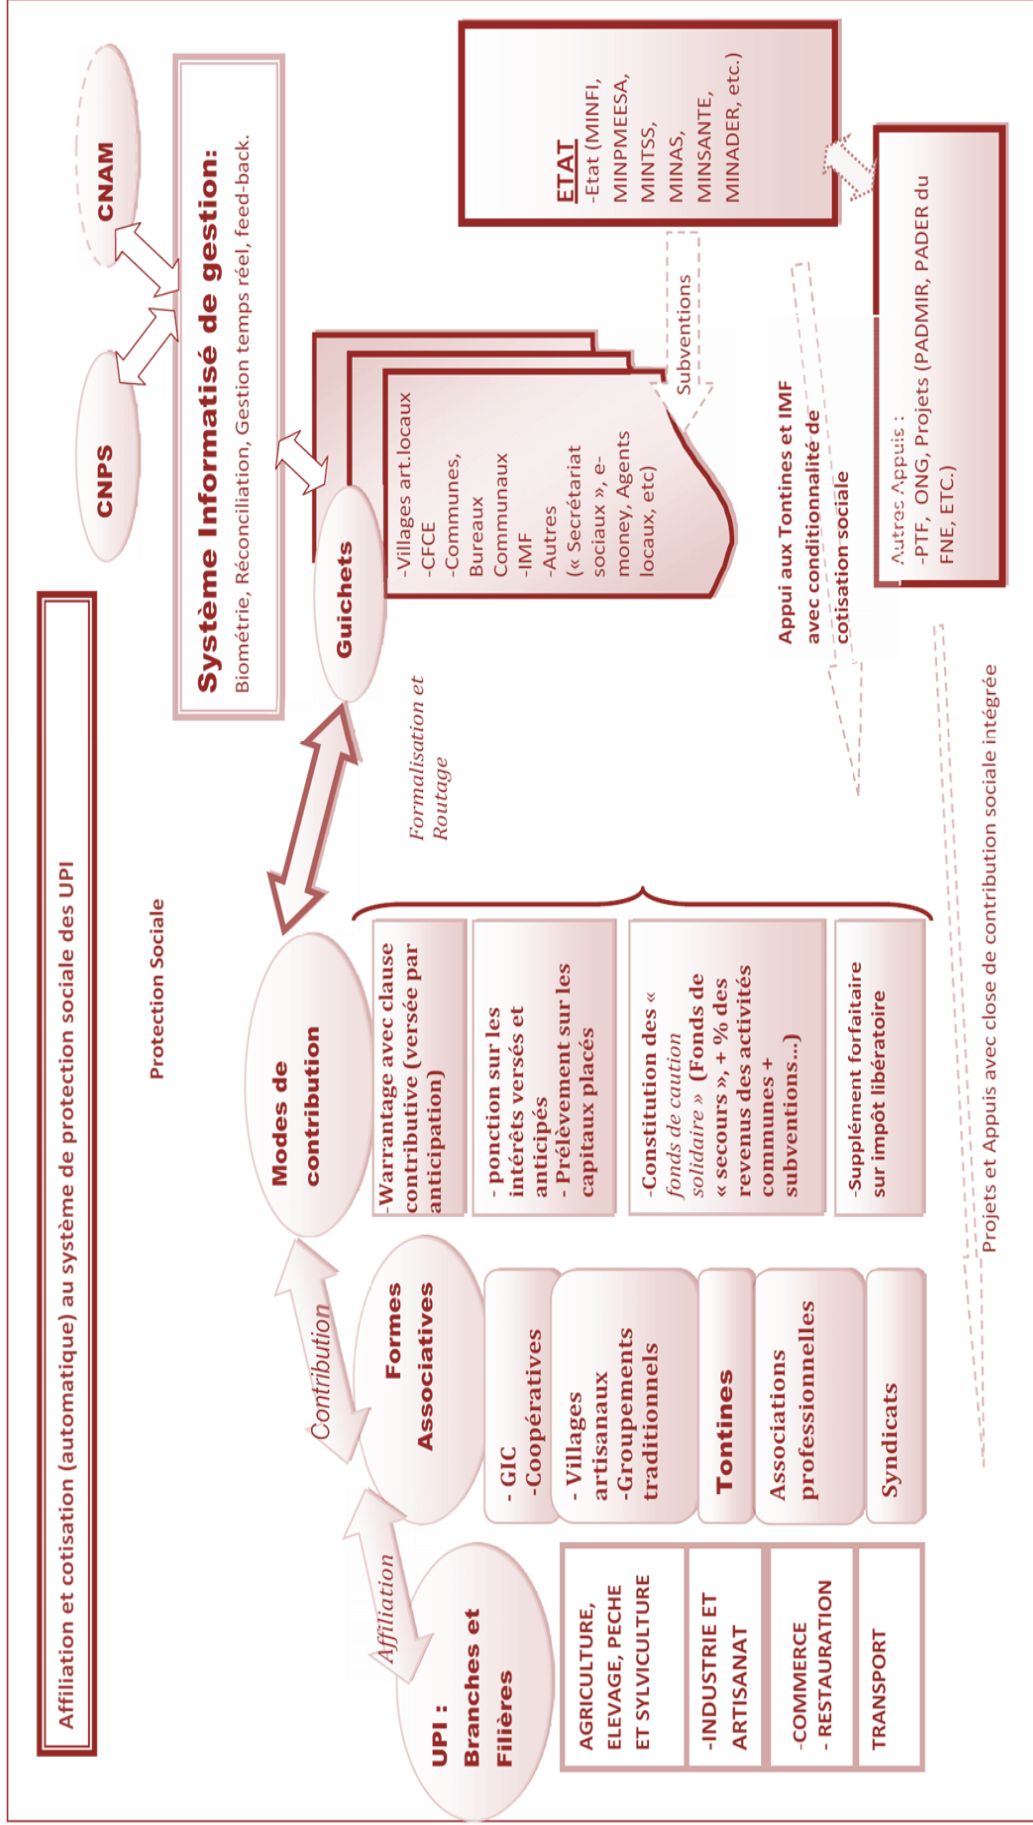 Affiliation et cotisation (automatique) au système de protection sociale des UPI
Protection Sociale
CNPS
CNAM
Système Informatisé de gestion:
Biométrie, Réconciliation, Gestion temps réel, feed-back.
UPI :
Branches et
Filières
Affiliation
Formes
Associatives
Contribution
Modes de
contribution
Formalisation et
Routage
Guichets
AGRICULTURE,
ELEVAGE, PECHE
ET SYLVICULTURE
-INDUSTRIE ET
ARTISANAT
-COMMERCE
- RESTAURATION
TRANSPORT
- GIC
-Coopératives
- Villages
artisanaux
-Groupements
traditionnels
Tontines
Associations
professionnelles
Syndicats
-Warrantage avec clause
contributive (versée par
anticipation)
- ponction sur les
intérêts versés et
anticipés
- Prélèvement sur les
capitaux placés
-Constitution des «
fonds de caution
solidaire » (Fonds de
« secours », + % des
revenus des activités
communes +
subventions...)
-Supplément forfaitaire
sur impôt libératoire
-Villages art.locaux
-CFCE
-Communes,
Bureaux
Communaux
-IMF
-Autres
(« Secrétariat
sociaux », e-
money, Agents
locaux, etc)
Subventions
ETAT
-Etat (MINFI,
MINPMEESA,
MINTSS,
MINAS,
MINSANTE,
MINADER, etc.)
Appui aux Tontines et IMF
avec conditionnalité de
cotisation sociale
Autres Appuis :
-PTF, ONG, Projets (PADMIR, PADER du
FNE, ETC.)
Projets et Appuis avec close de contribution sociale intégrée